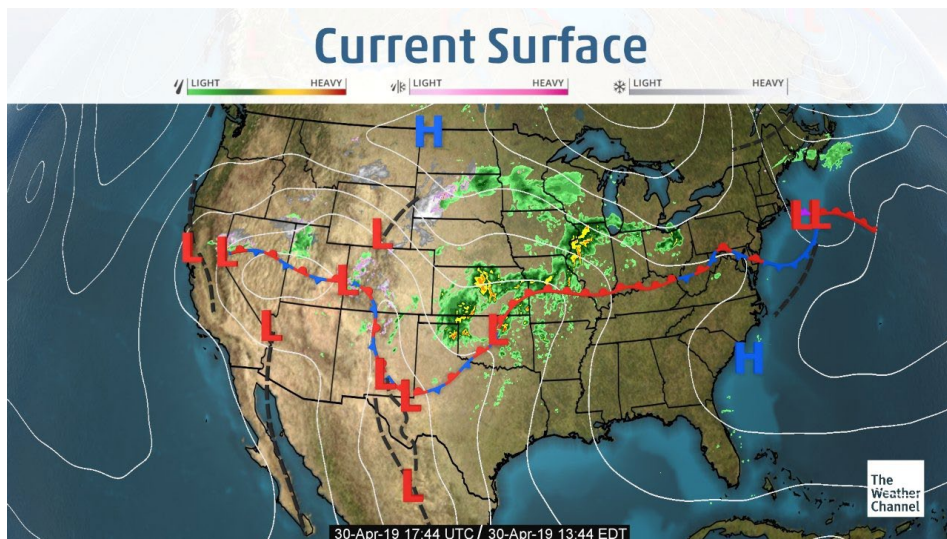 Current Surface
LIGHT HEAVY LIGHT HEAVY LIGHT HEAVY
H
L
L L
L L L
L
L
H
L
L
L
The
Weather
Channel
30-Apr-19 17:44 UTC / 30-Apr-19 13:44 EDT